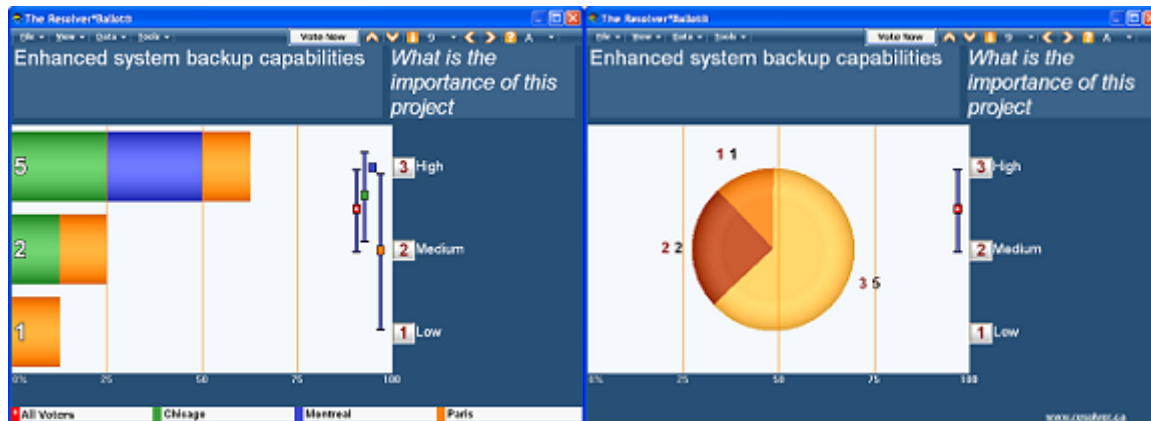 The Resolver*Ballot®
File View Data Tools Vote Now 9 A
Enhanced system backup capabilities
What is the
importance of this
project
5
2
1
3 High
2 Medium
1 Low
0% 25 50 75 100
All Voters Chicago Montreal Paris
The Resolver*Ballot®
File View Data Tools Vote Now 9 A
Enhanced system backup capabilities
What is the
importance of this
project
1 1
2 2
3 5
3 High
2 Medium
1 Low
0% 25 50 75 100
www.resolver.ca